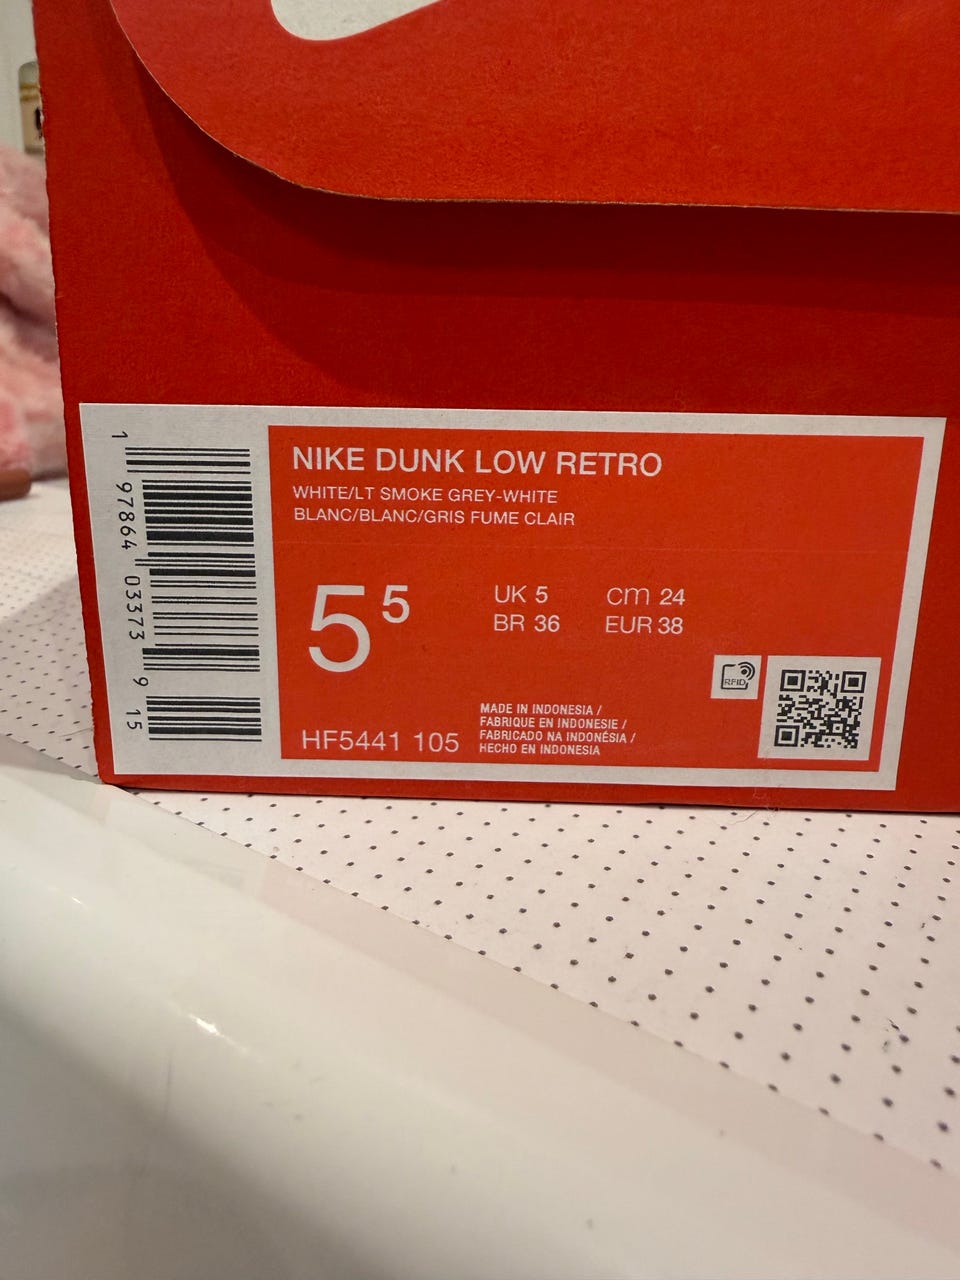 NIKE DUNK LOW RETRO
WHITE/LT SMOKE GREY-WHITE
BLANC/BLANC/GRIS FUME CLAIR
5 5
UK 5
cm 24
BR 36
EUR 38
RFID
MADE IN INDONESIA /
FABRIQUE EN INDONESIE /
FABRICADO NA INDONÉSIA /
HECHO EN INDONESIA
HF5441 105
1 97864 03373 9 15